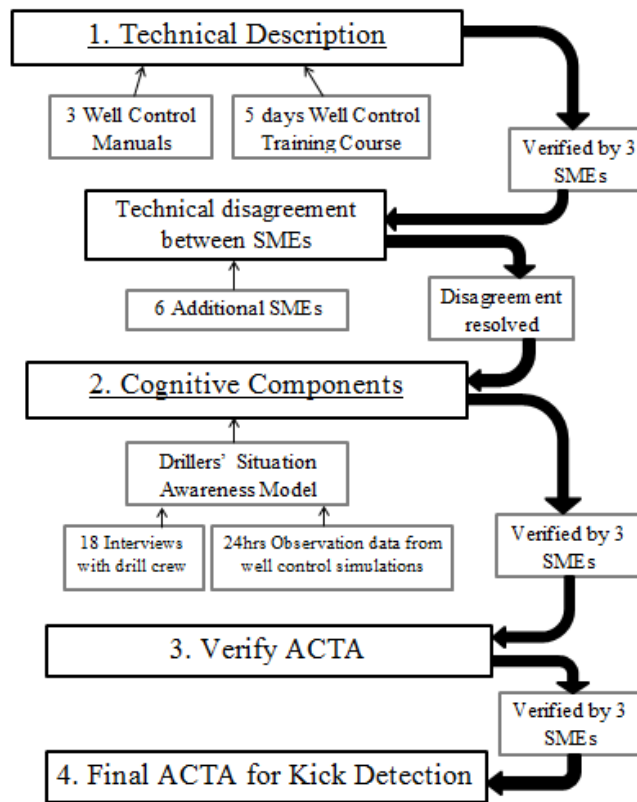 1. Technical Description
3 Well Control
Manuals
5 days Well Control
Training Course
Verified by 3
SMEs
Technical disagreement
between SMEs
6 Additional SMEs
Disagreement
resolved
2. Cognitive Components
Drillers' Situation
Awareness Model
18 Interviews
with drill crew
24hrs Observation data from
well control simulations
Verified by 3
SMEs
3. Verify ACTA
Verified by 3
SMEs
4. Final ACTA for Kick Detection